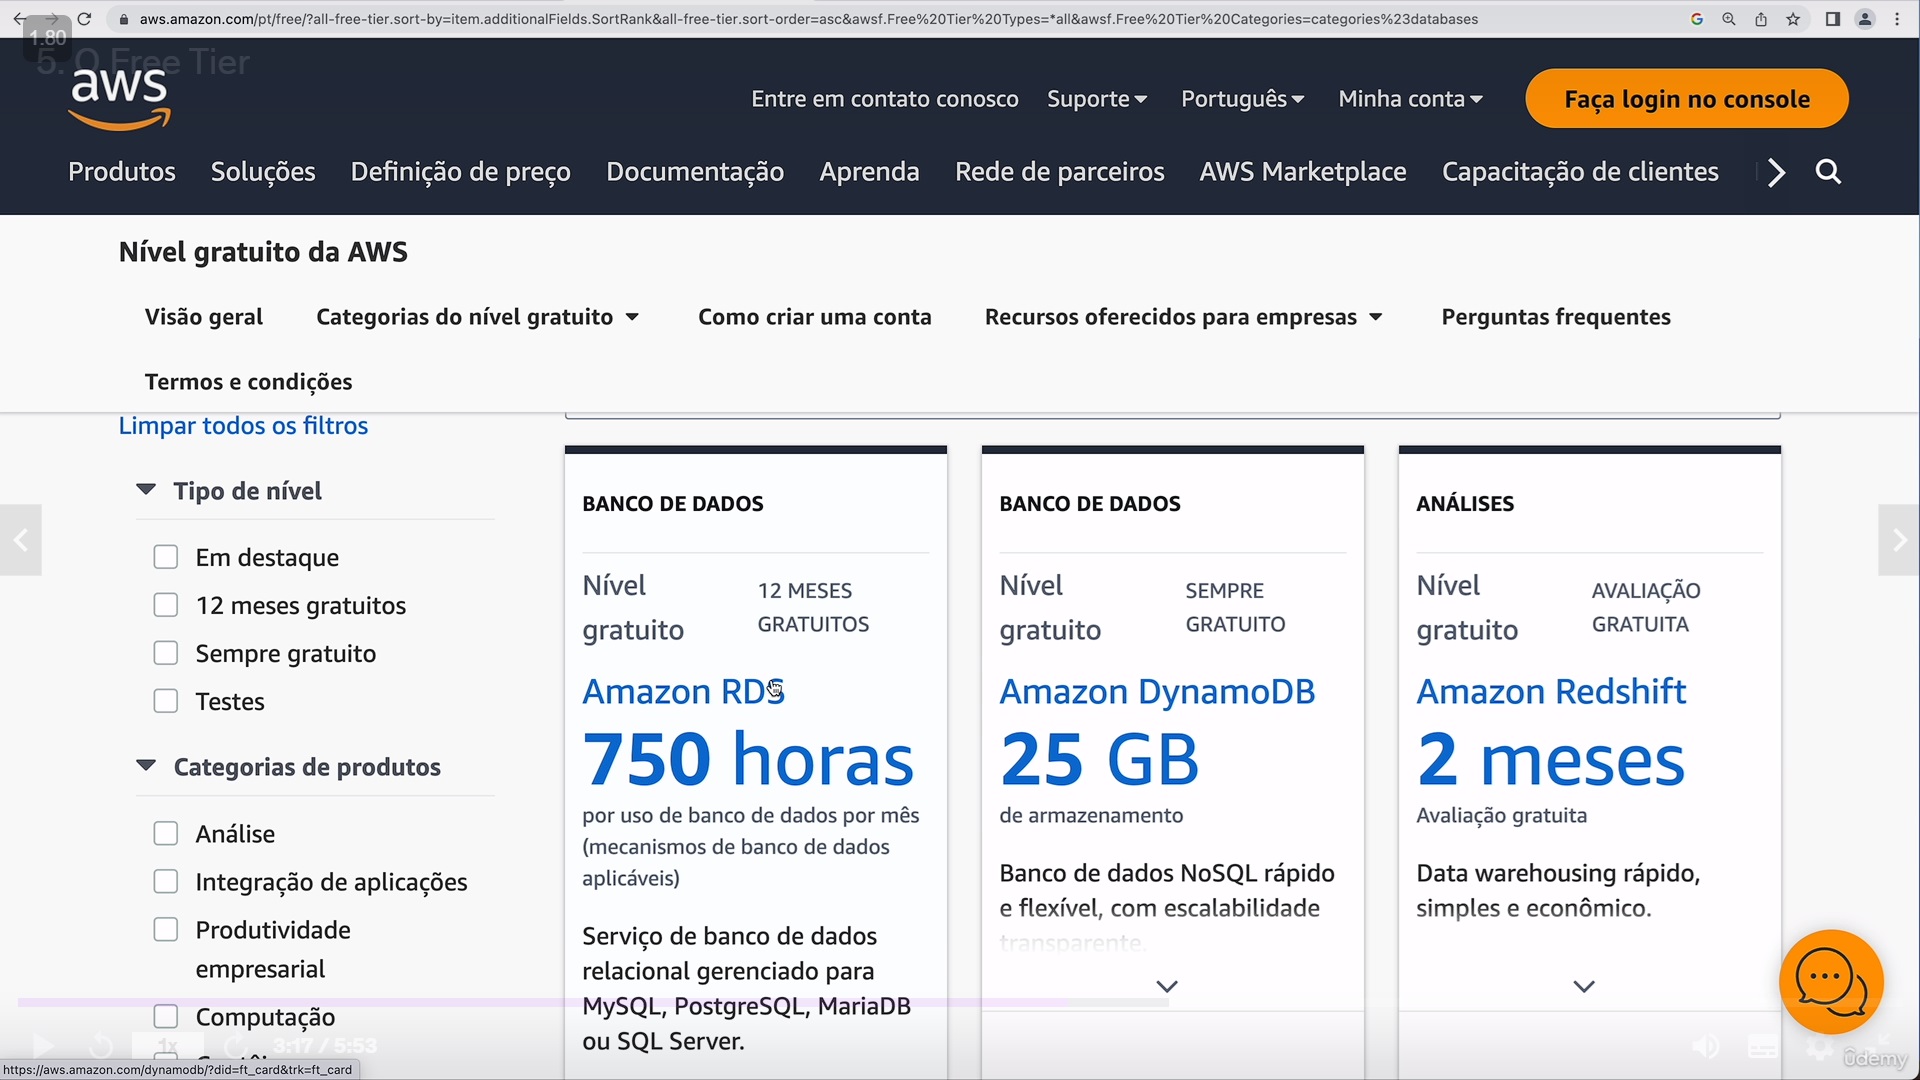 aws.amazon.com/pt/free/?all-free-tier.sort-by=item.additionalFields.SortRank&all-free-tier.sort-order=asc&awsf.Free%20Tier%20Types=*all&awsf.Free%20Tier%20Categories=categories%23databases
1.80
5. O Free Tier
aws
Entre em contato conosco Suporte Português Minha conta Faça login no console
Produtos Soluções Definição de preço Documentação Aprenda Rede de parceiros AWS Marketplace Capacitação de clientes
Nível gratuito da AWS
Visão geral Categorias do nível gratuito Como criar uma conta Recursos oferecidos para empresas Perguntas frequentes
Termos e condições
Limpar todos os filtros
Tipo de nível
Em destaque
12 meses gratuitos
Sempre gratuito
Testes
Categorias de produtos
Análise
Integração de aplicações
Produtividade
empresarial
Computação
BANCO DE DADOS
Nível
gratuito
12 MESES
GRATUITOS
Amazon RDS
750 horas
por uso de banco de dados por mês
(mecanismos de banco de dados
aplicáveis)
Serviço de banco de dados
relacional gerenciado para
MySQL, PostgreSQL, MariaDB
ou SQL Server.
BANCO DE DADOS
Nível
gratuito
SEMPRE
GRATUITO
Amazon DynamoDB
25 GB
de armazenamento
Banco de dados NoSQL rápido
e flexível, com escalabilidade
transparente.
ANÁLISES
Nível
gratuito
AVALIAÇÃO
GRATUITA
Amazon Redshift
2 meses
Avaliação gratuita
Data warehousing rápido,
simples e econômico.
1x 3:17 / 5:53
https://aws.amazon.com/dynamodb/?did=ft_card&trk=ft_card
ûdemy